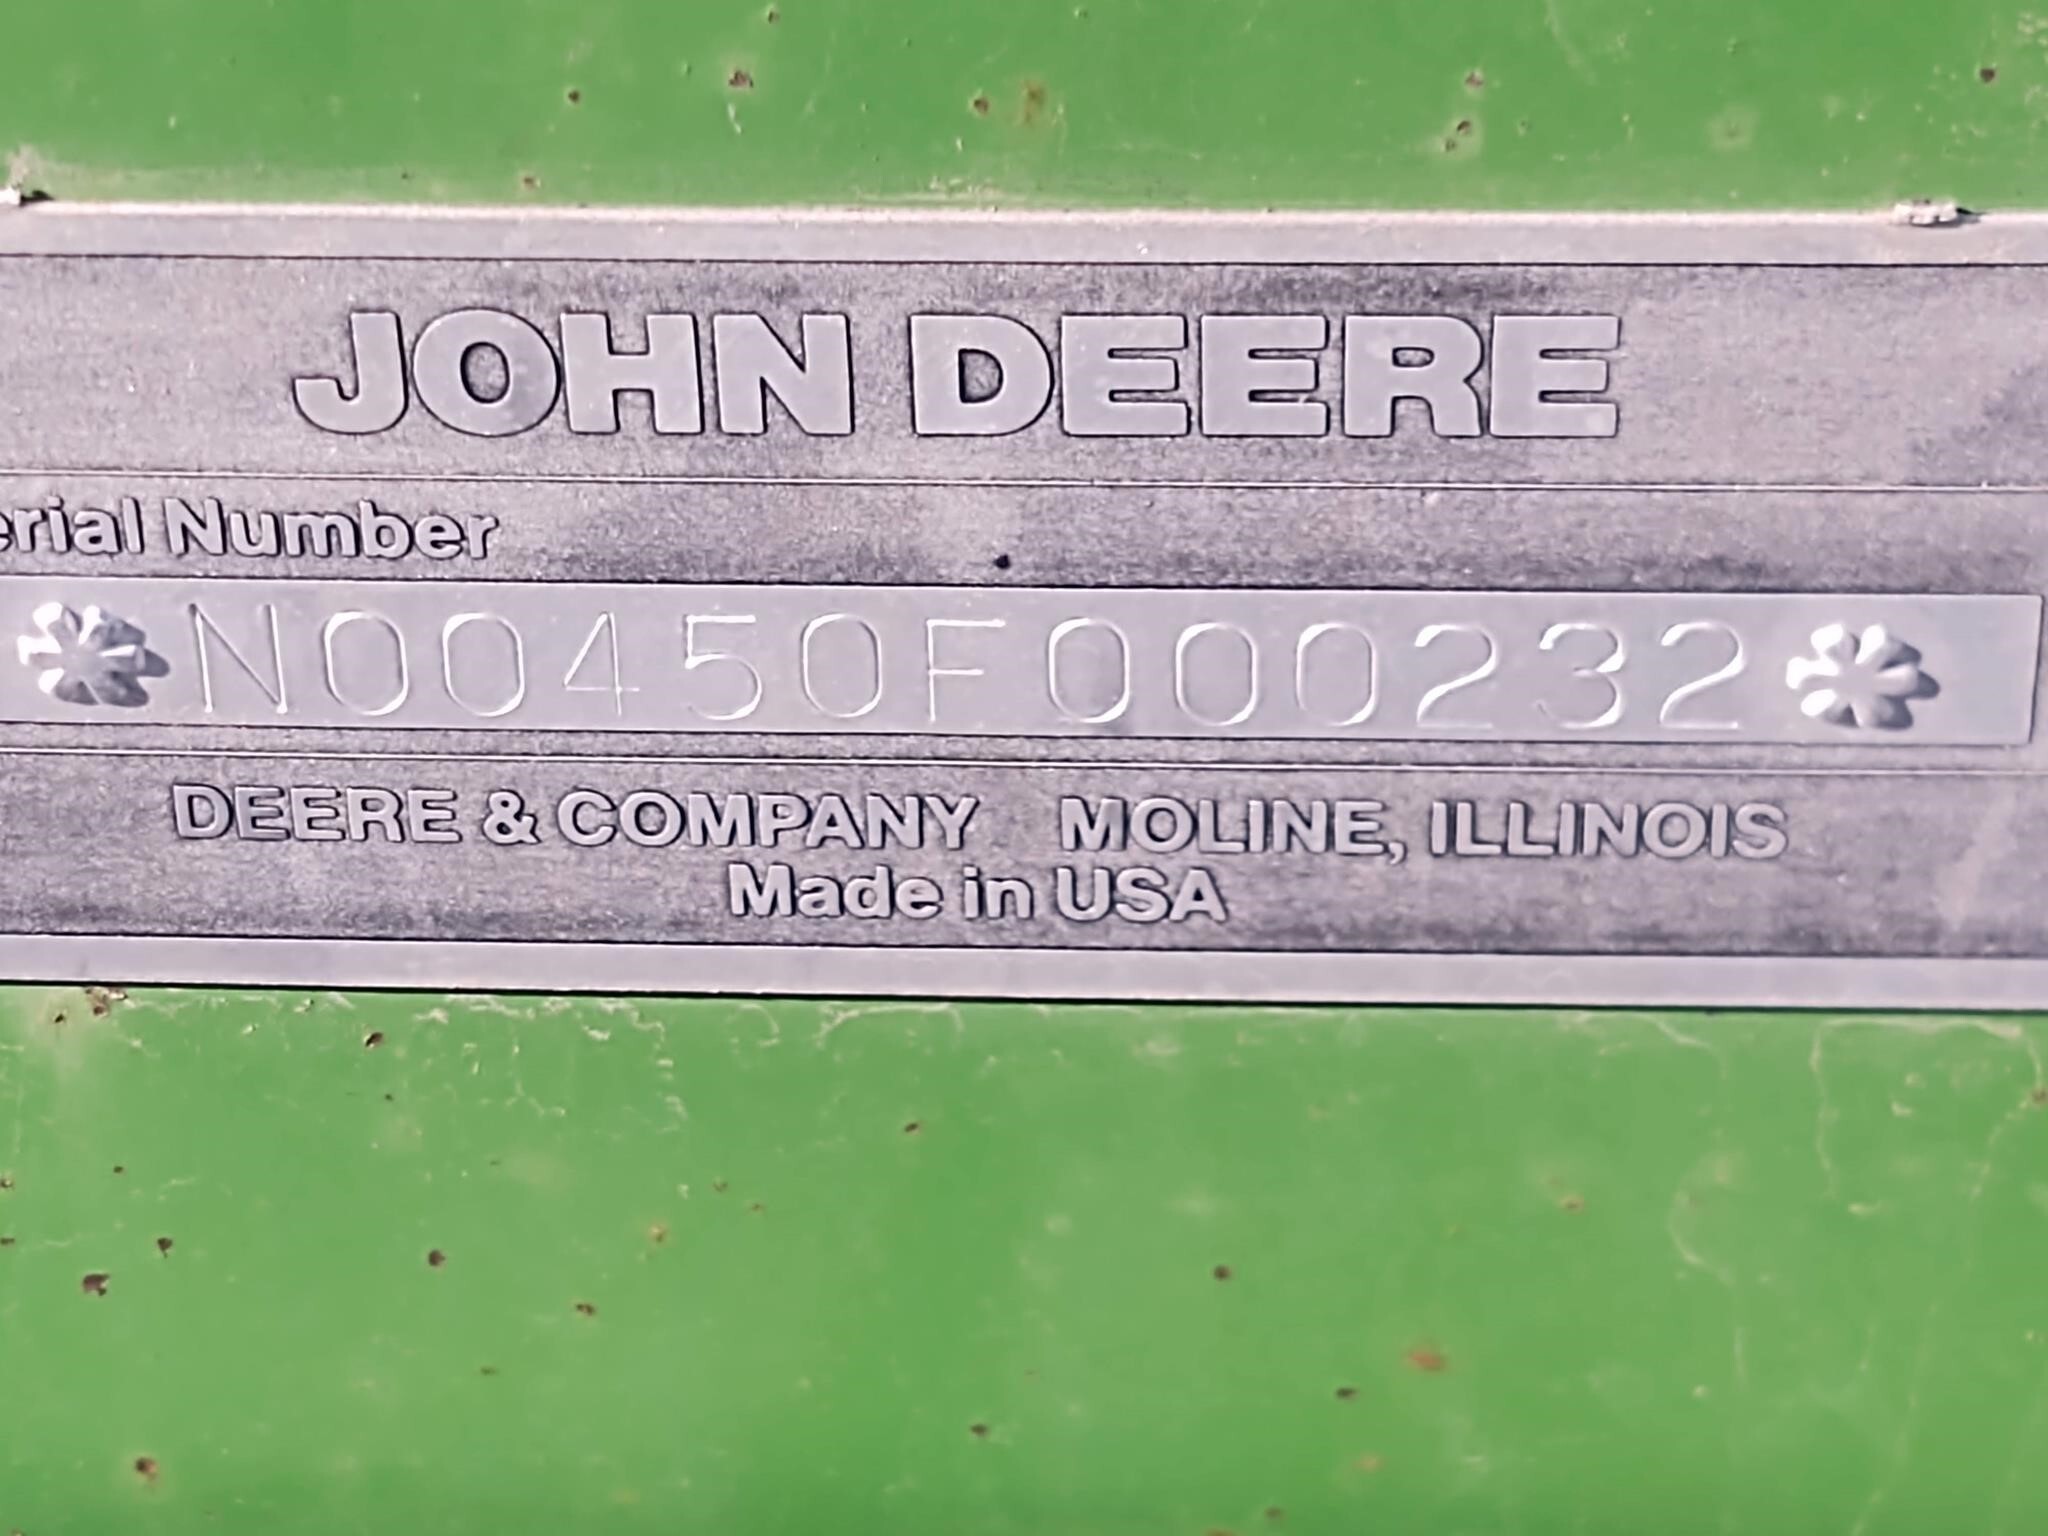 JOHN DEERE
erial Number
*N00450F000232*
DEERE & COMPANY MOLINE, ILLINOIS
Made in USA